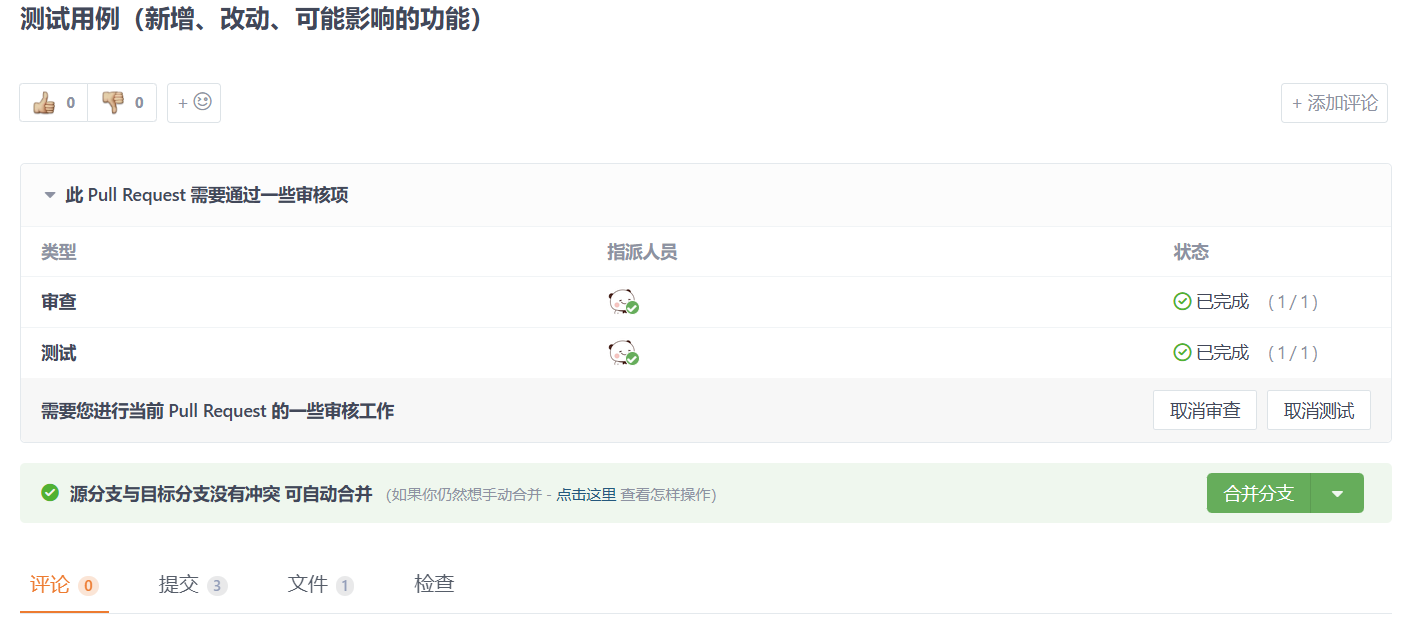 测试用例（新增、改动、可能影响的功能）
0 0 + + 添加评论
此 Pull Request 需要通过一些审核项
类型 指派人员 状态
审查 已完成 (1/1)
测试 已完成 (1/1)
需要您进行当前 Pull Request 的一些审核工作 取消审查 取消测试
源分支与目标分支没有冲突 可自动合并 (如果你仍然想手动合并 - 点击这里 查看怎样操作) 合并分支
评论 0 提交 3 文件 1 检查